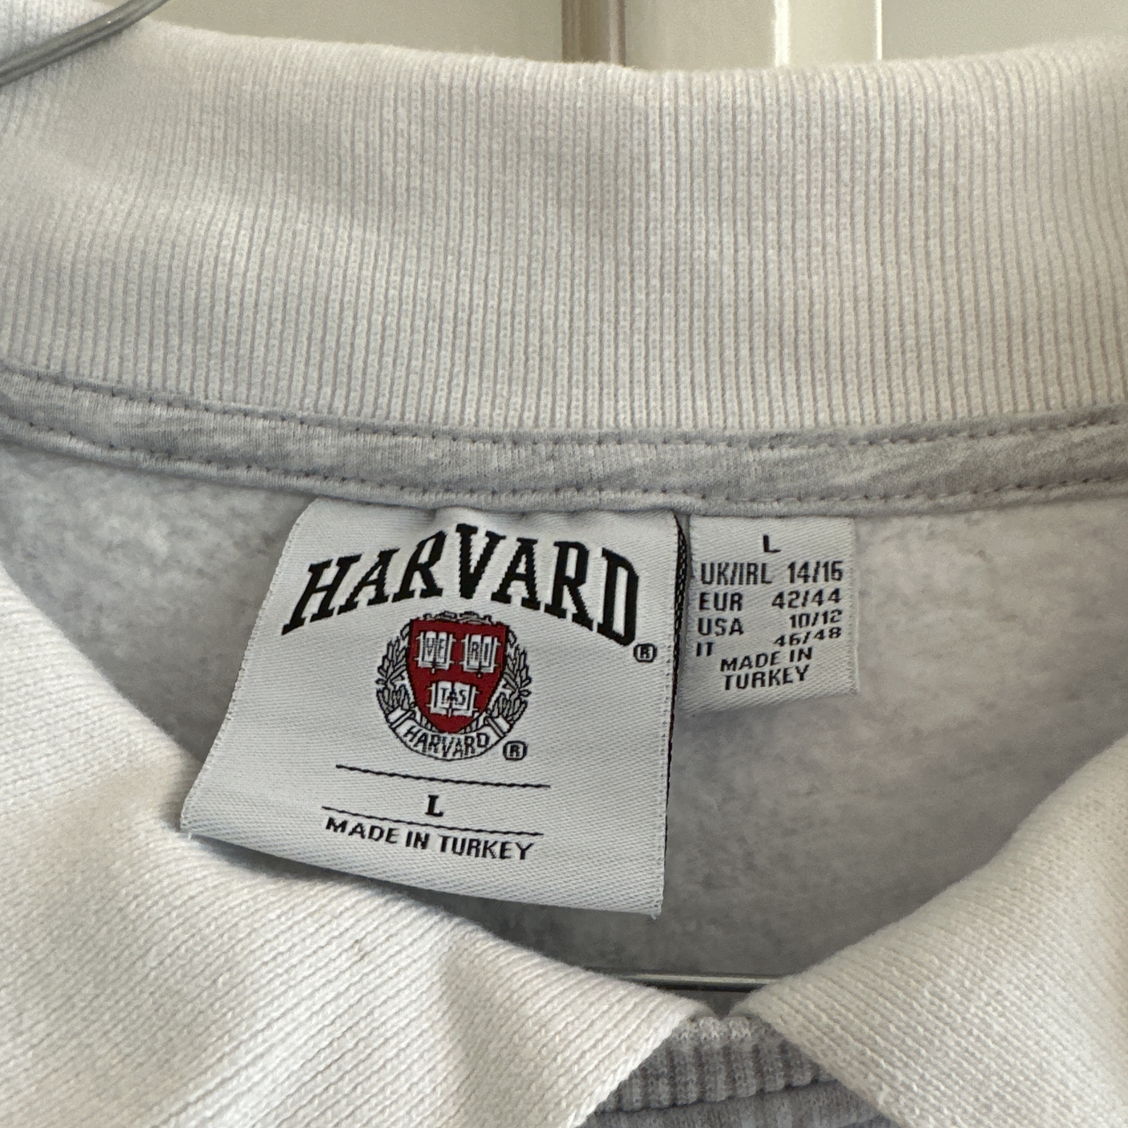 HARVARD®
VE RI
TAS
HARVARD ®
L
MADE IN TURKEY
L
UK/IRL 14/16
EUR 42/44
USA 10/12
IT 46/48
MADE IN
TURKEY